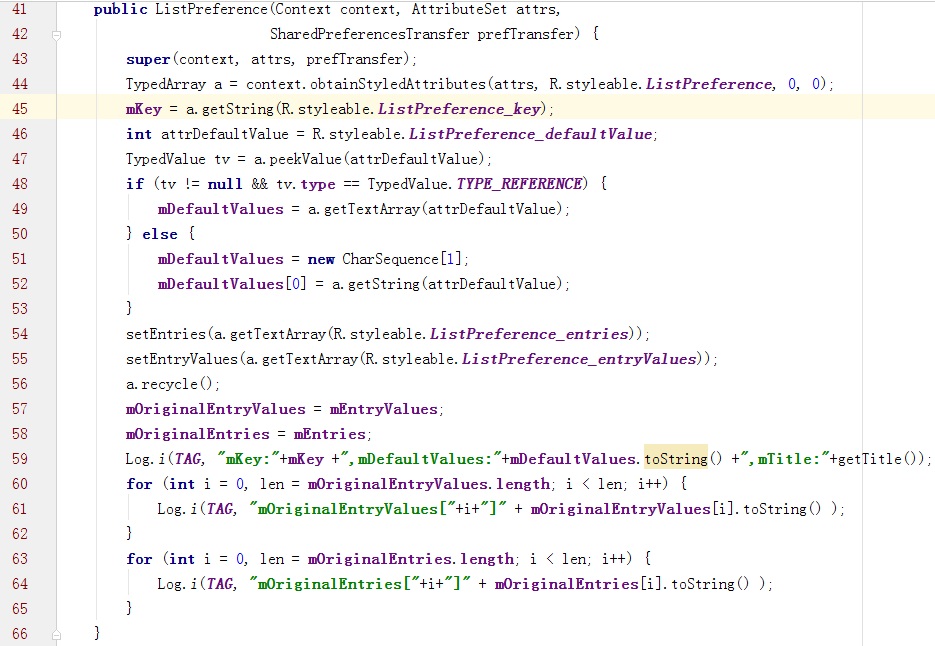 41 public ListPreference(Context context, AttributeSet attrs,
42 SharedPreferencesTransfer prefTransfer) {
43 super(context, attrs, prefTransfer);
44 TypedArray a = context.obtainStyledAttributes(attrs, R.styleable.ListPreference, 0, 0);
45 mKey = a.getString(R.styleable.ListPreference_key);
46 int attrDefaultValue = R.styleable.ListPreference_defaultValue;
47 TypedValue tv = a.peekValue(attrDefaultValue);
48 if (tv != null && tv.type == TypedValue.TYPE_REFERENCE) {
49 mDefaultValues = a.getTextArray(attrDefaultValue);
50 } else {
51 mDefaultValues = new CharSequence[1];
52 mDefaultValues[0] = a.getString(attrDefaultValue);
53 }
54 setEntries(a.getTextArray(R.styleable.ListPreference_entries));
55 setEntryValues(a.getTextArray(R.styleable.ListPreference_entryValues));
56 a.recycle();
57 mOriginalEntryValues = mEntryValues;
58 mOriginalEntries = mEntries;
59 Log.i(TAG, "mKey:"+mKey +",mDefaultValues:"+mDefaultValues.toString() +",mTitle:"+getTitle());
60 for (int i = 0, len = mOriginalEntryValues.length; i < len; i++) {
61 Log.i(TAG, "mOriginalEntryValues["+i+"]" + mOriginalEntryValues[i].toString() );
62 }
63 for (int i = 0, len = mOriginalEntries.length; i < len; i++) {
64 Log.i(TAG, "mOriginalEntries["+i+"]" + mOriginalEntries[i].toString() );
65 }
66 }